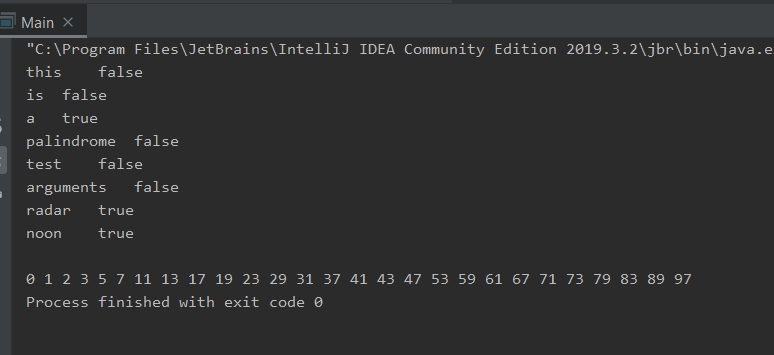 Main
"C:\Program Files\JetBrains\IntelliJ IDEA Community Edition 2019.3.2\jbr\bin\java.e
this	false
is	false
a	true
palindrome	false
test	false
arguments	false
radar	true
noon	true
0 1 2 3 5 7 11 13 17 19 23 29 31 37 41 43 47 53 59 61 67 71 73 79 83 89 97
Process finished with exit code 0